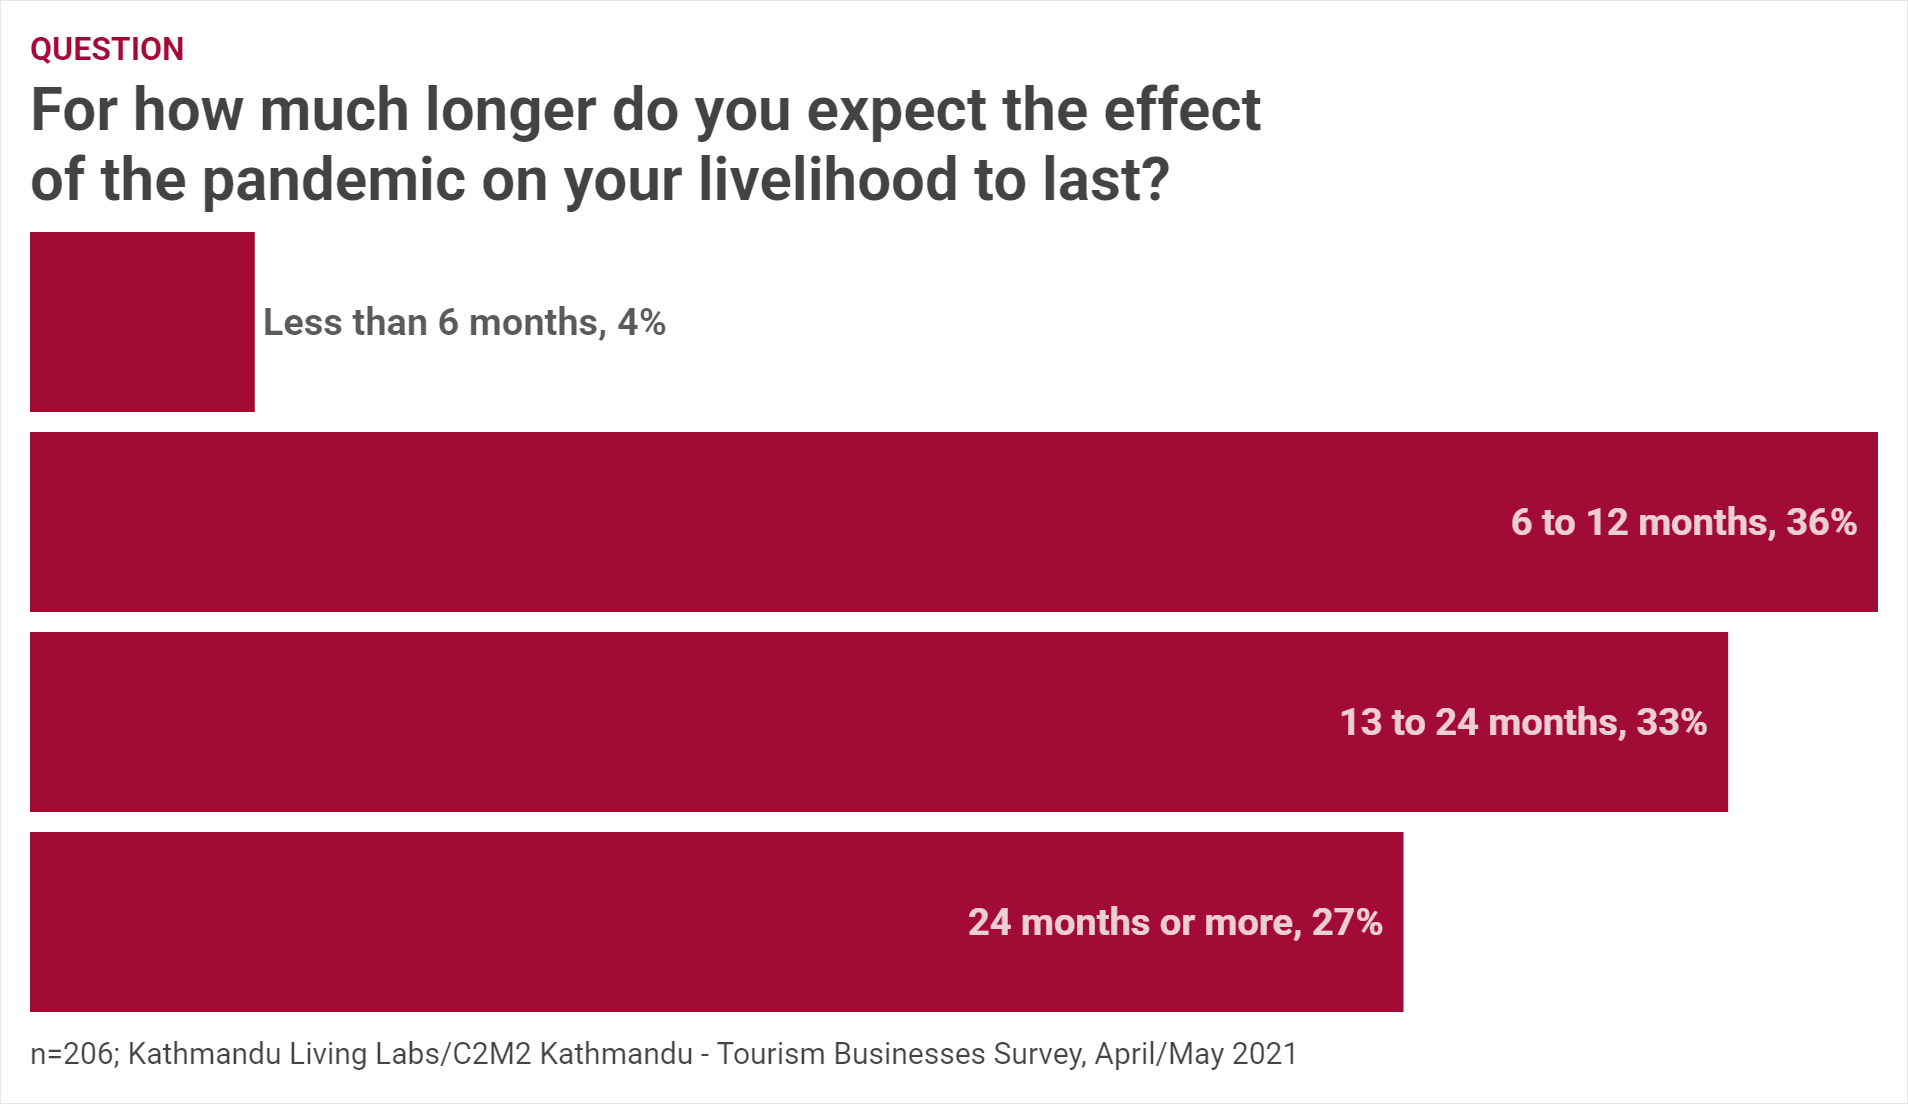 QUESTION
For how much longer do you expect the effect
of the pandemic on your livelihood to last?
Less than 6 months, 4%
6 to 12 months, 36%
13 to 24 months, 33%
24 months or more, 27%
n=206; Kathmandu Living Labs/C2M2 Kathmandu - Tourism Businesses Survey, April/May 2021